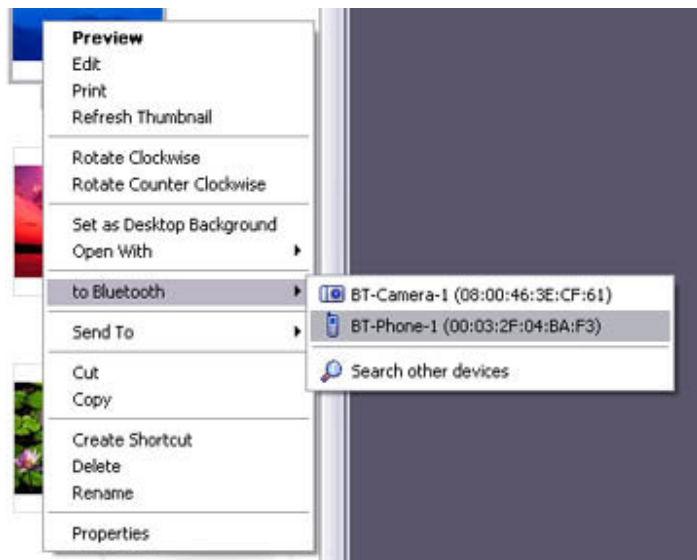 Preview
Edit
Print
Refresh Thumbnail
Rotate Clockwise
Rotate Counter Clockwise
Set as Desktop Background
Open With
to Bluetooth
BT-Camera-1 (08:00:46:3E:CF:61)
BT-Phone-1 (00:03:2F:04:BA:F3)
Search other devices
Send To
Cut
Copy
Create Shortcut
Delete
Rename
Properties